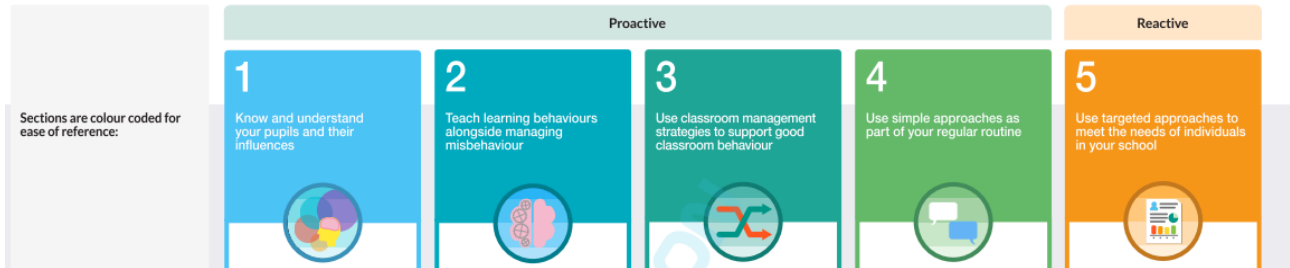 Proactive
Reactive
Sections are colour coded for
ease of reference:
1
Know and understand
your pupils and their
influences
2
Teach learning behaviours
alongside managing
misbehaviour
3
Use classroom management
strategies to support good
classroom behaviour
4
Use simple approaches as
part of your regular routine
5
Use targeted approaches to
meet the needs of individuals
in your school